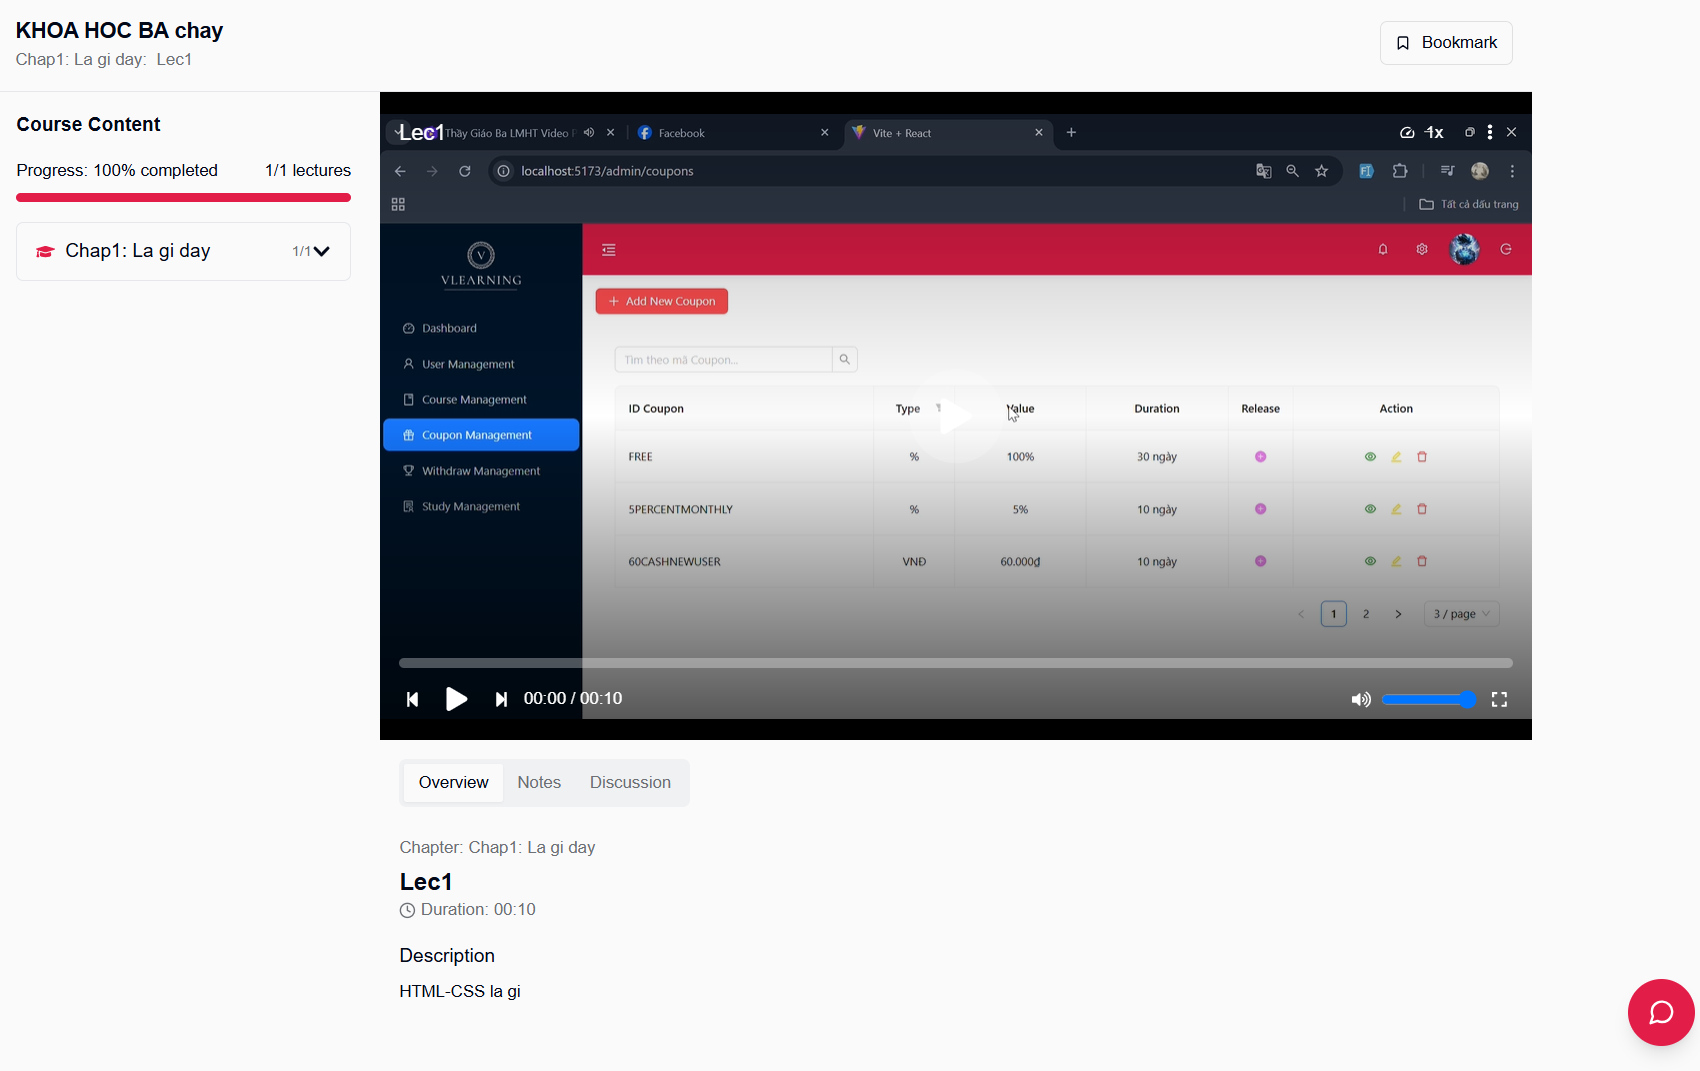 KHOA HOC BA chay
Chap1: La gi day: Lec1
Bookmark
Course Content
Progress: 100% completed 1/1 lectures
Chap1: La gi day 1/1
Lec1
Thầy Giáo Ba LMHT Video
Facebook
Vite + React
1x
localhost:5173/admin/coupons
Tất cả dấu trang
V
VLEARNING
Dashboard
User Management
Course Management
Coupon Management
Withdraw Management
Study Management
Add New Coupon
Tìm theo mã Coupon...
ID Coupon Type Value Duration Release Action
FREE % 100% 30 ngày
5PERCENTMONTHLY % 5% 10 ngày
60CASHNEWUSER VNĐ 60.000₫ 10 ngày
1 2 3 / page
00:00 / 00:10
Overview Notes Discussion
Chapter: Chap1: La gi day
Lec1
Duration: 00:10
Description
HTML-CSS la gi